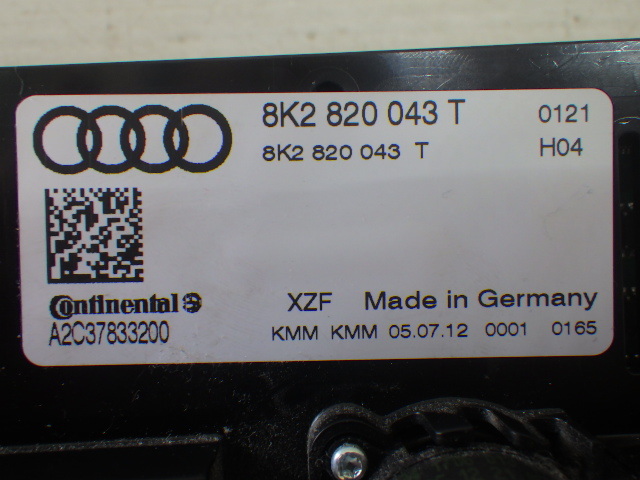 8K2 820 043 T 0121
8K2 820 043 T H04
Continental
XZF Made in Germany
A2C37833200
KMM KMM 05.07.12 0001 0165